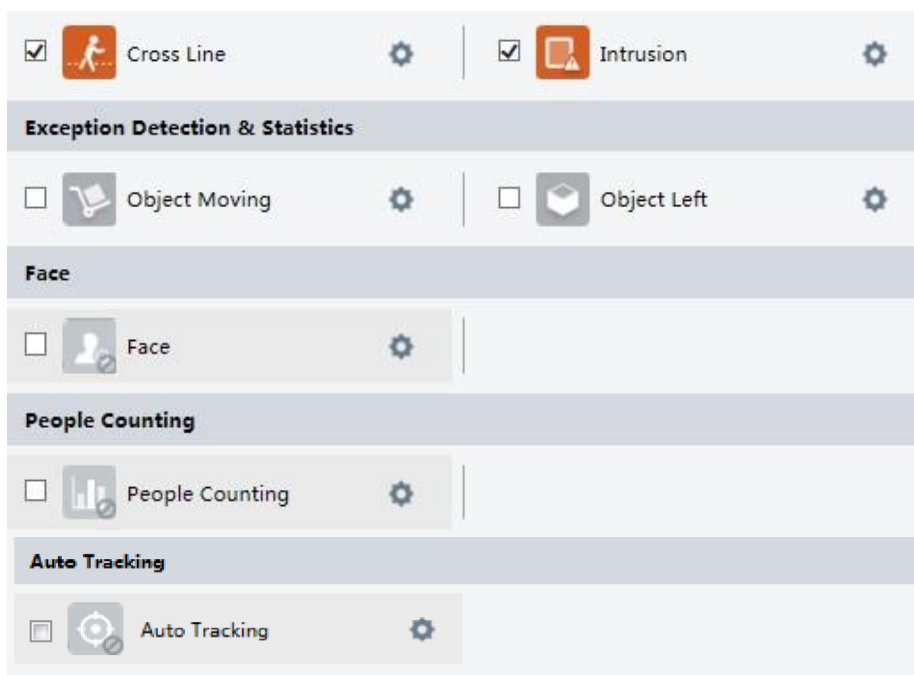 Cross Line Intrusion
Exception Detection & Statistics
Object Moving Object Left
Face
Face
People Counting
People Counting
Auto Tracking
Auto Tracking